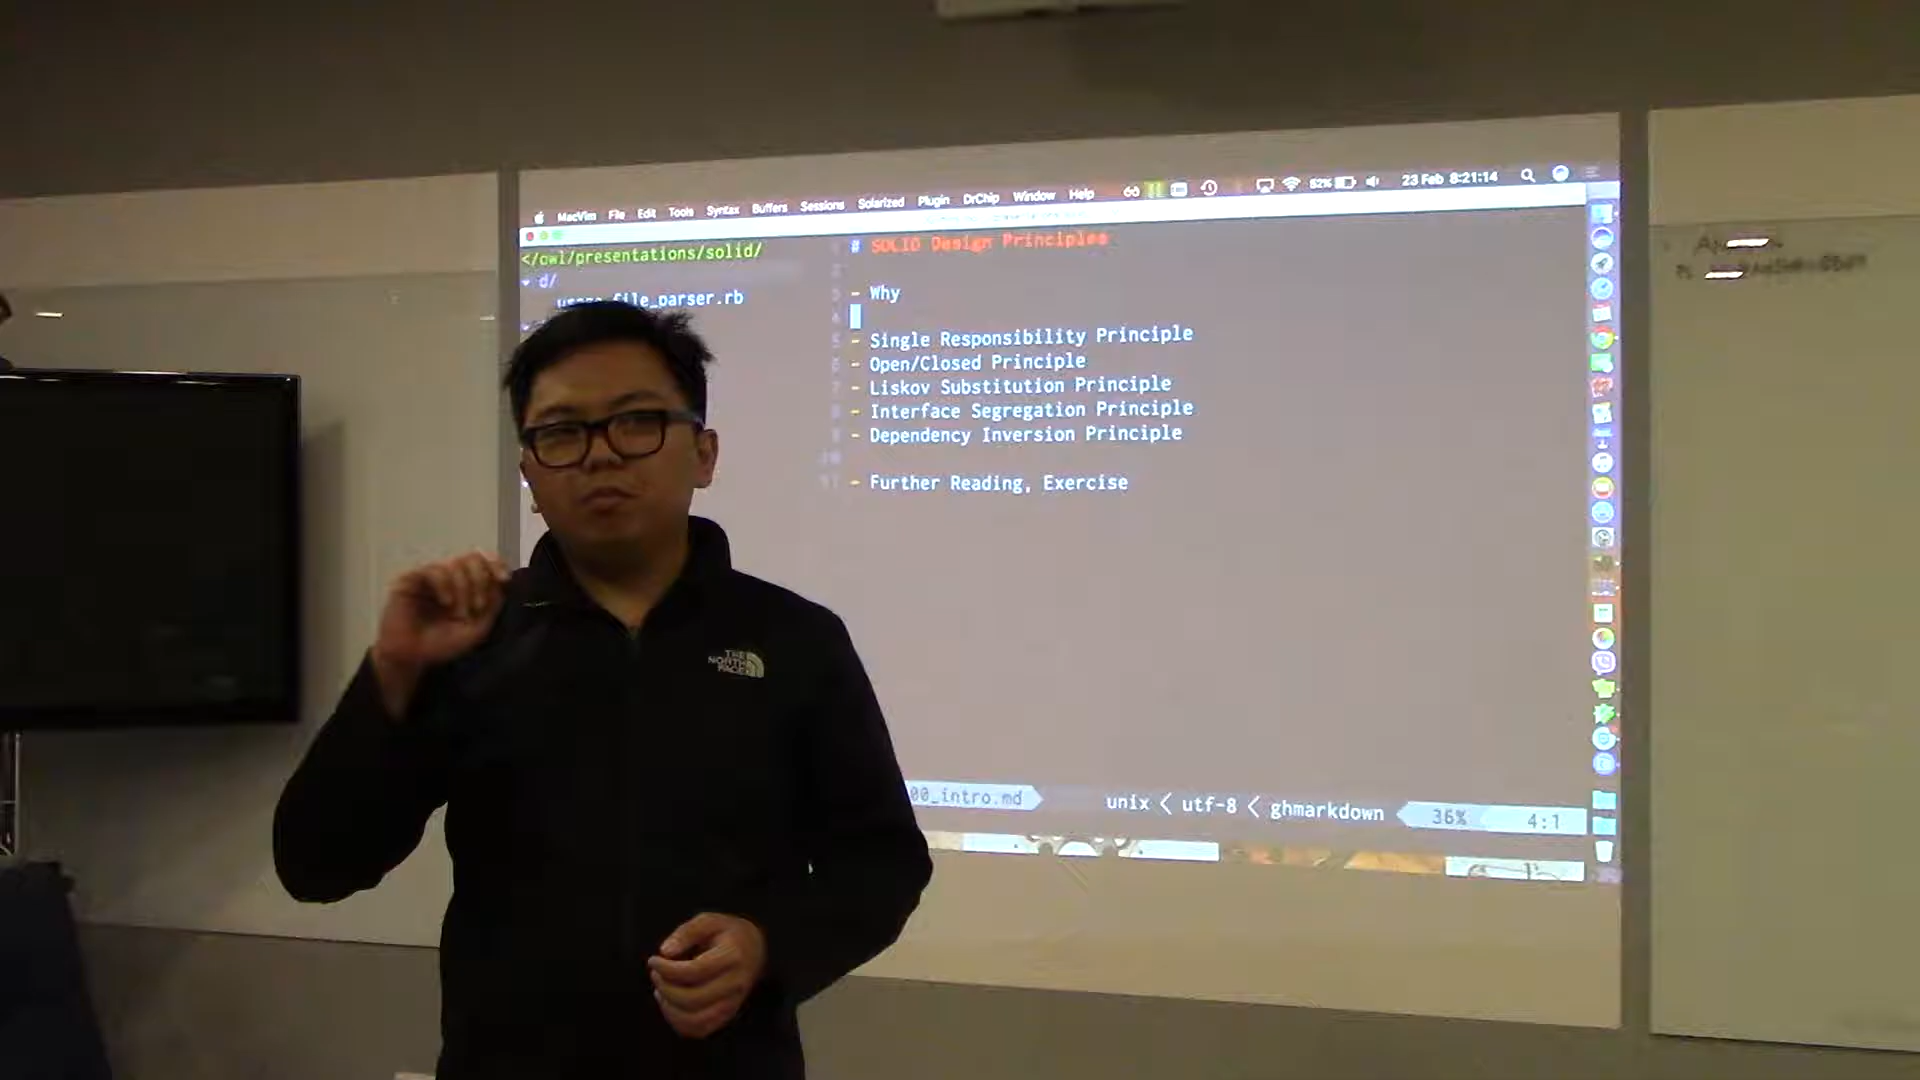 MacVim File Edit Tools Syntax Buffers Sessions Solarized Plugin DrChip Window Help 52% 23 Feb 8:21:14
</owl/presentations/solid/
d/
file_parser.rb
# SOLID Design Principles
- Why
- Single Responsibility Principle
- Open/Closed Principle
- Liskov Substitution Principle
- Interface Segregation Principle
- Dependency Inversion Principle
- Further Reading, Exercise
00_intro.md unix < utf-8 < ghmarkdown 36% 4:1
THE
NORTH
FACE